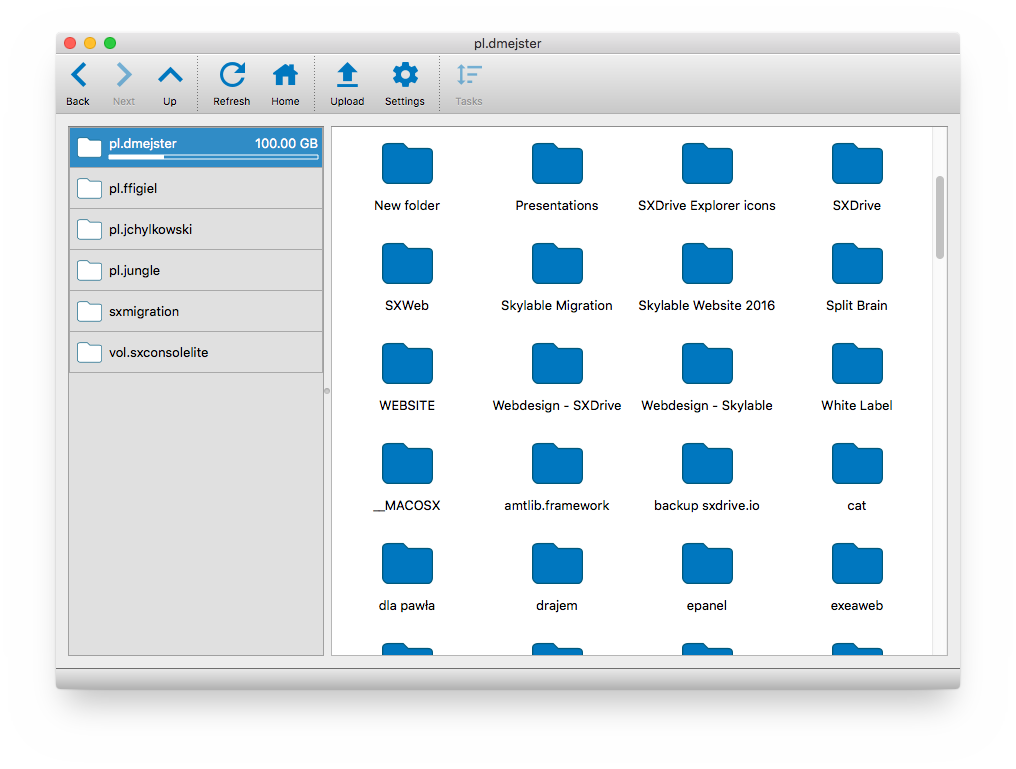 pl.dmejster
Back Next Up Refresh Home Upload Settings Tasks
pl.dmejster 100.00 GB
pl.ffigiel
pl.jchylkowski
pl.jungle
sxmigration
vol.sxconsolelite
New folder Presentations SXDrive Explorer icons SXDrive
SXWeb Skylable Migration Skylable Website 2016 Split Brain
WEBSITE Webdesign - SXDrive Webdesign - Skylable White Label
__MACOSX amtlib.framework backup sxdrive.io cat
dla pawła drajem epanel exeaweb